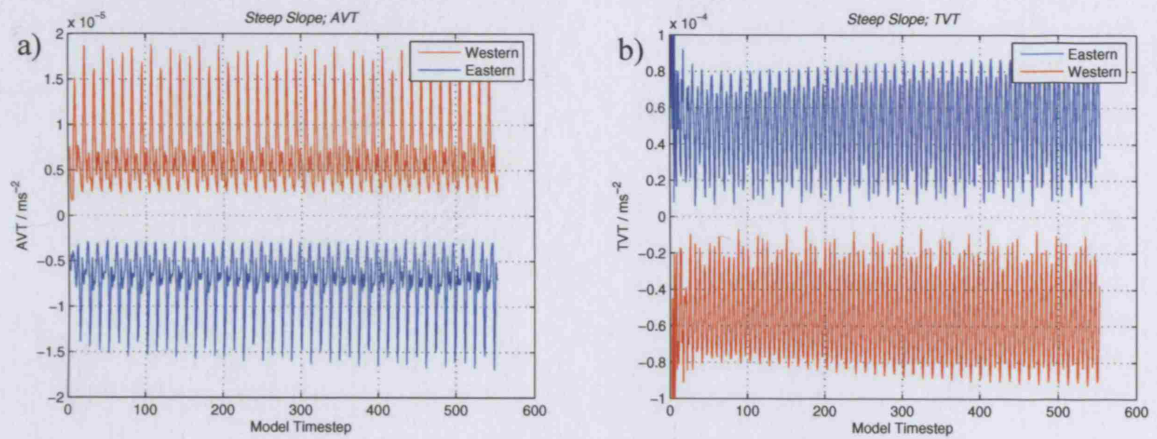 a)
Steep Slope; AVT
x 10⁻⁵
2
1.5
1
0.5
0
−0.5
−1
−1.5
−2
AVT / ms⁻²
Western
Eastern
0 100 200 300 400 500 600
Model Timestep
b)
Steep Slope; TVT
x 10⁻⁴
1
0.8
0.6
0.4
0.2
0
−0.2
−0.4
−0.6
−0.8
−1
TVT / ms⁻²
Eastern
Western
0 100 200 300 400 500 600
Model Timestep